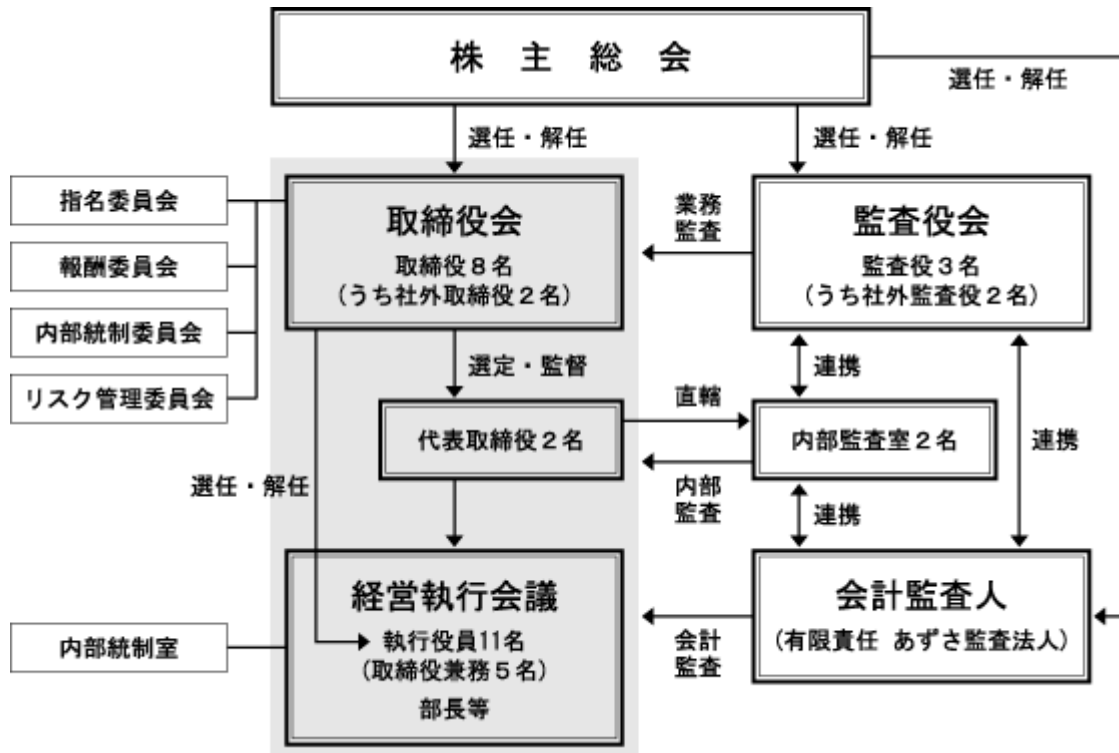 株主総会
選任・解任
選任・解任
選任・解任
指名委員会
報酬委員会
内部統制委員会
リスク管理委員会
取締役会
取締役８名
（うち社外取締役２名）
業務
監査
監査役会
監査役３名
（うち社外監査役２名）
選定・監督
連携
直轄
代表取締役２名
内部監査室２名
連携
選任・解任
内部
監査
連携
経営執行会議
執行役員11名
（取締役兼務５名）
部長等
会計監査人
（有限責任 あずさ監査法人）
会計
監査
内部統制室